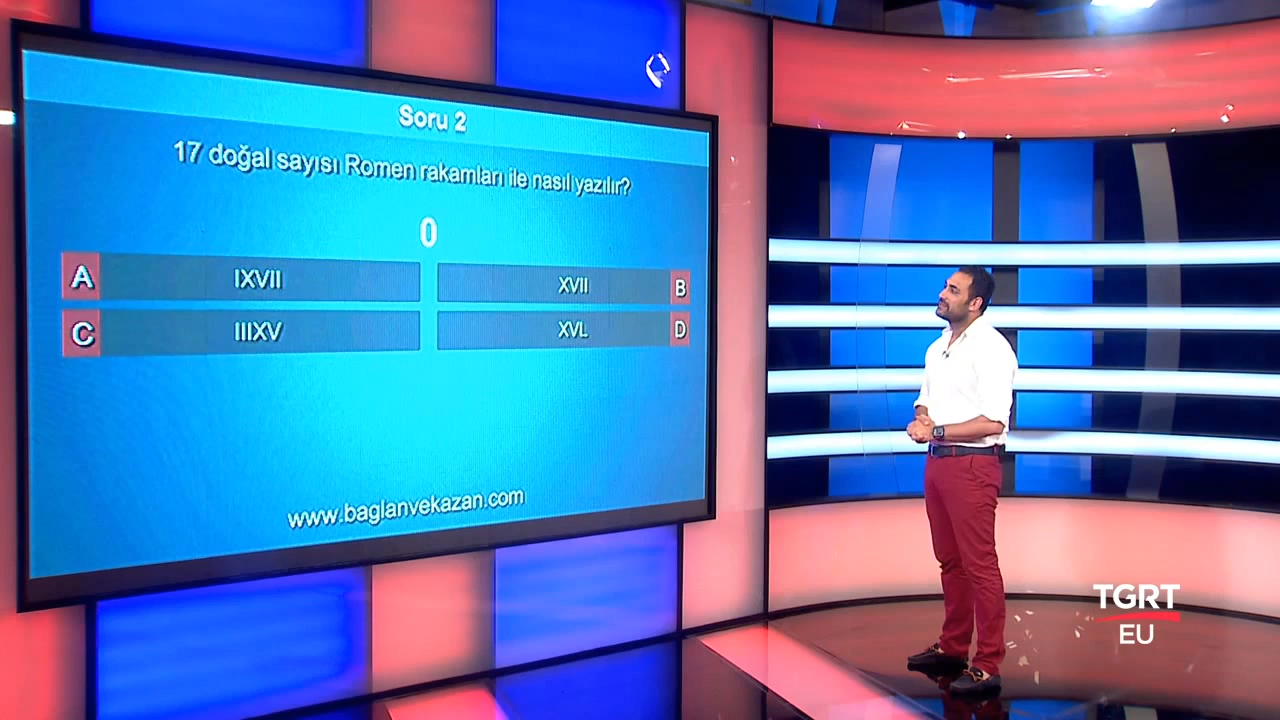 Soru 2
17 doğal sayısı Romen rakamları ile nasıl yazılır?
0
A IXVII
XVII B
C IIIXV
XVL D
www.baglanvekazan.com
TGRT
EU